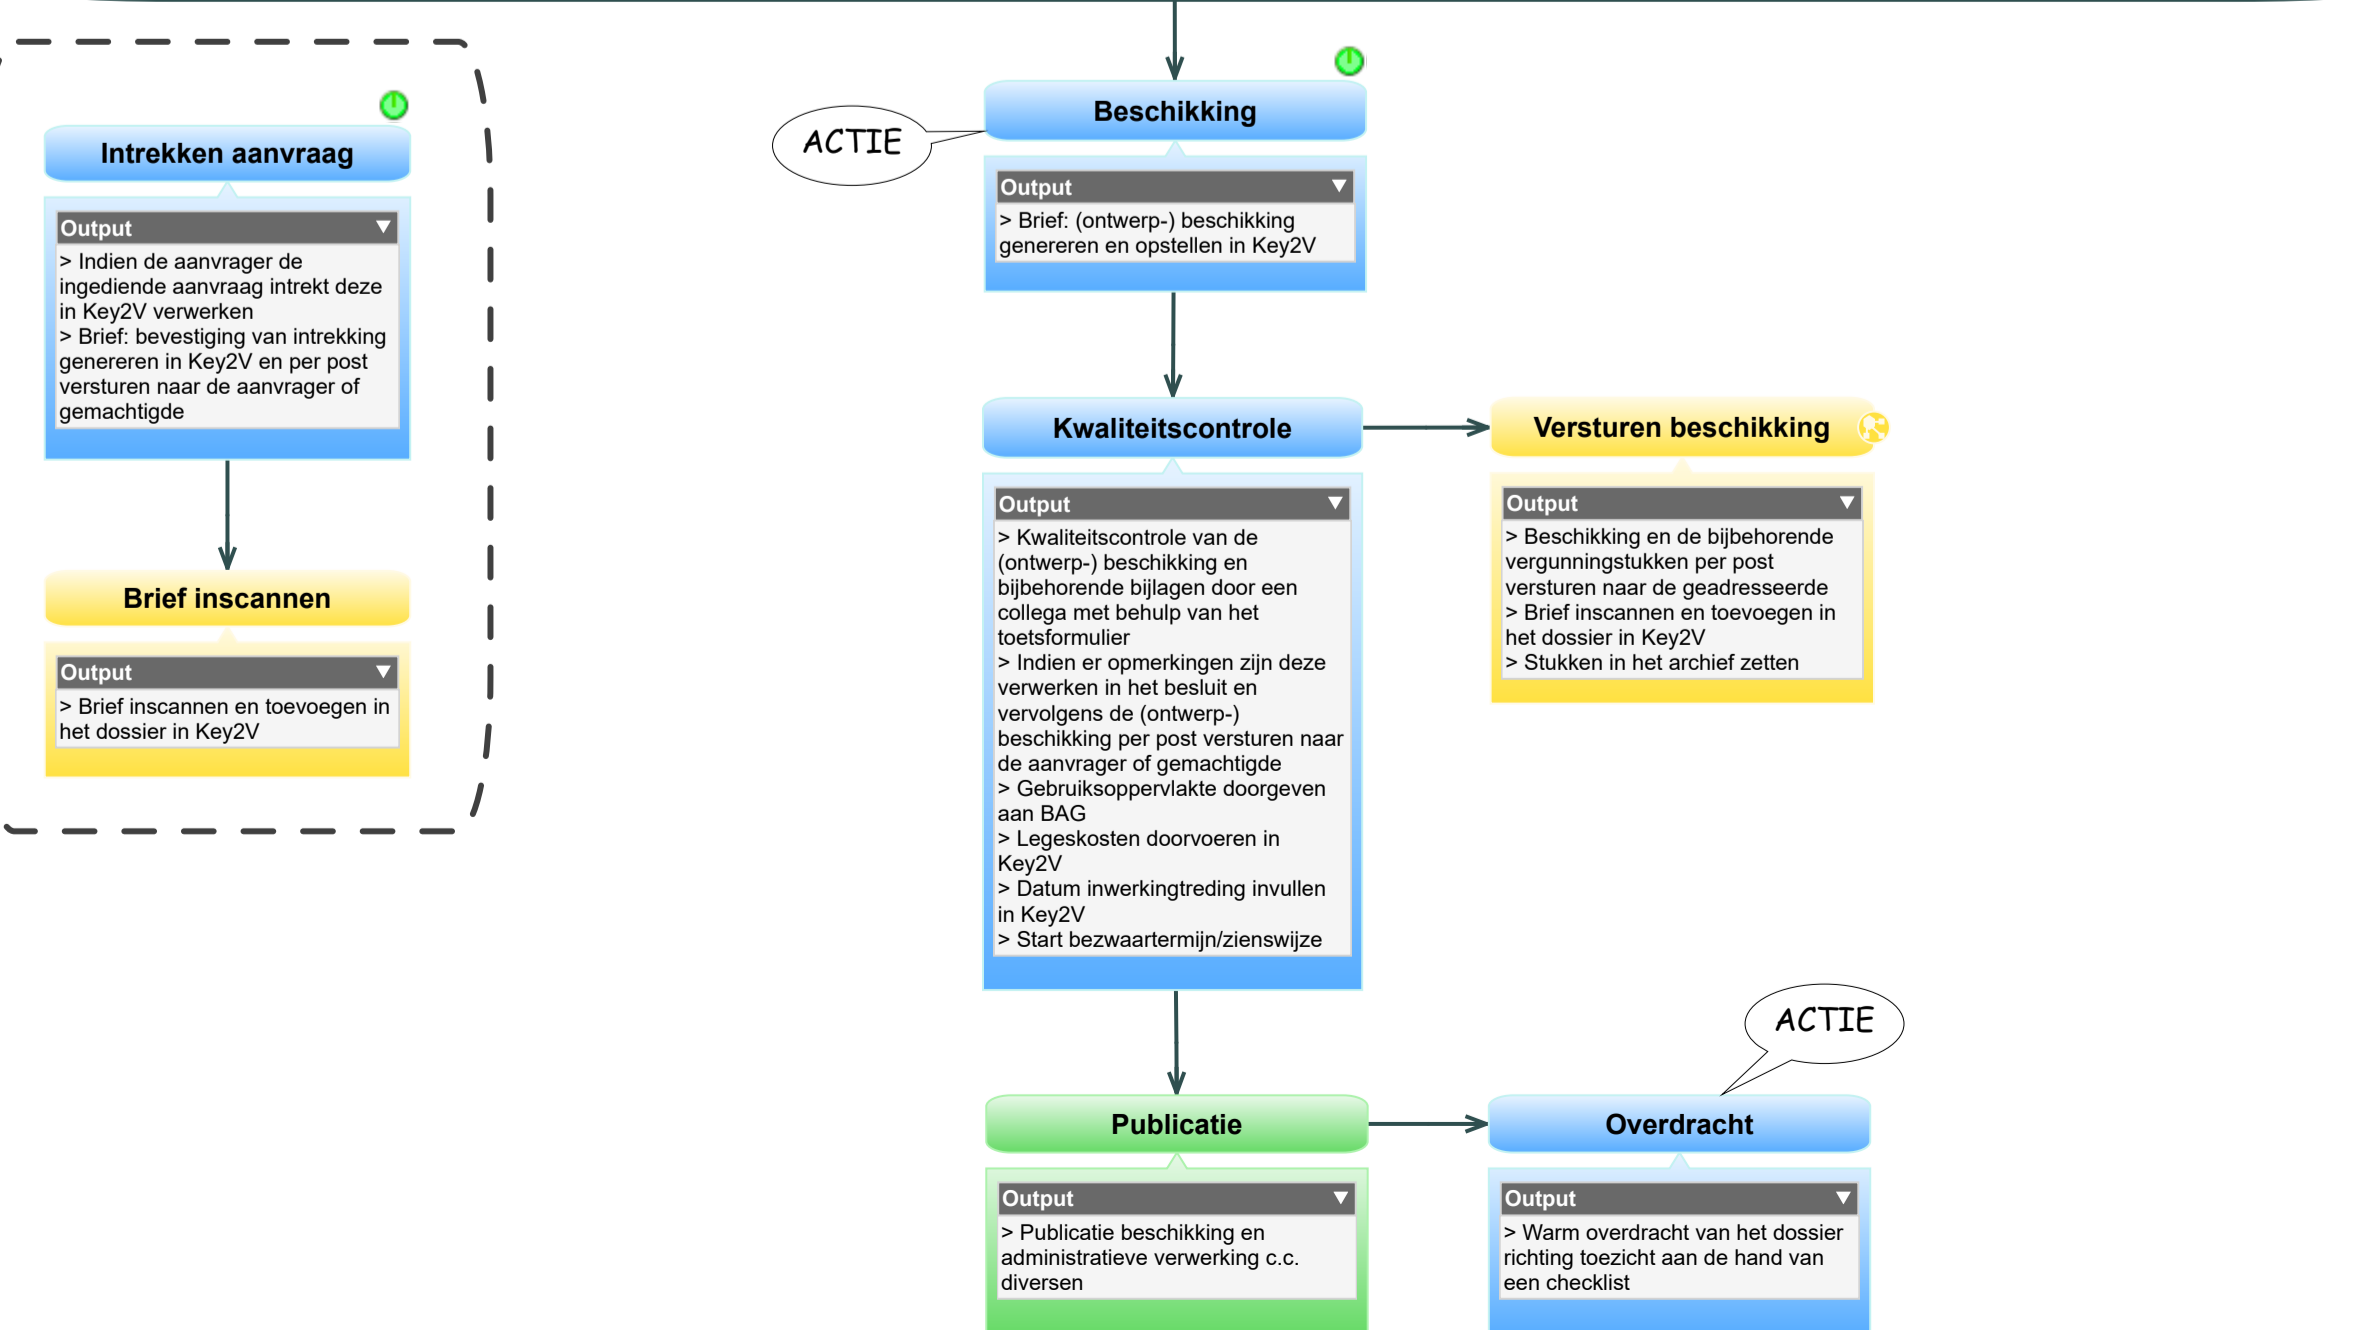 Intrekken aanvraag
Output
> Indien de aanvrager de
ingediende aanvraag intrekt deze
in Key2V verwerken
> Brief: bevestiging van intrekking
genereren in Key2V en per post
versturen naar de aanvrager of
gemachtigde
Brief inscannen
Output
> Brief inscannen en toevoegen in
het dossier in Key2V
ACTIE
Beschikking
Output
> Brief: (ontwerp-) beschikking
genereren en opstellen in Key2V
Kwaliteitscontrole
Output
> Kwaliteitscontrole van de
(ontwerp-) beschikking en
bijbehorende bijlagen door een
collega met behulp van het
toetsformulier
> Indien er opmerkingen zijn deze
verwerken in het besluit en
vervolgens de (ontwerp-)
beschikking per post versturen naar
de aanvrager of gemachtigde
> Gebruiksoppervlakte doorgeven
aan BAG
> Legeskosten doorvoeren in
Key2V
> Datum inwerkingtreding invullen
in Key2V
> Start bezwaartermijn/zienswijze
Versturen beschikking
Output
> Beschikking en de bijbehorende
vergunningstukken per post
versturen naar de geadresseerde
> Brief inscannen en toevoegen in
het dossier in Key2V
> Stukken in het archief zetten
Publicatie
Output
> Publicatie beschikking en
administratieve verwerking c.c.
diversen
ACTIE
Overdracht
Output
> Warm overdracht van het dossier
richting toezicht aan de hand van
een checklist